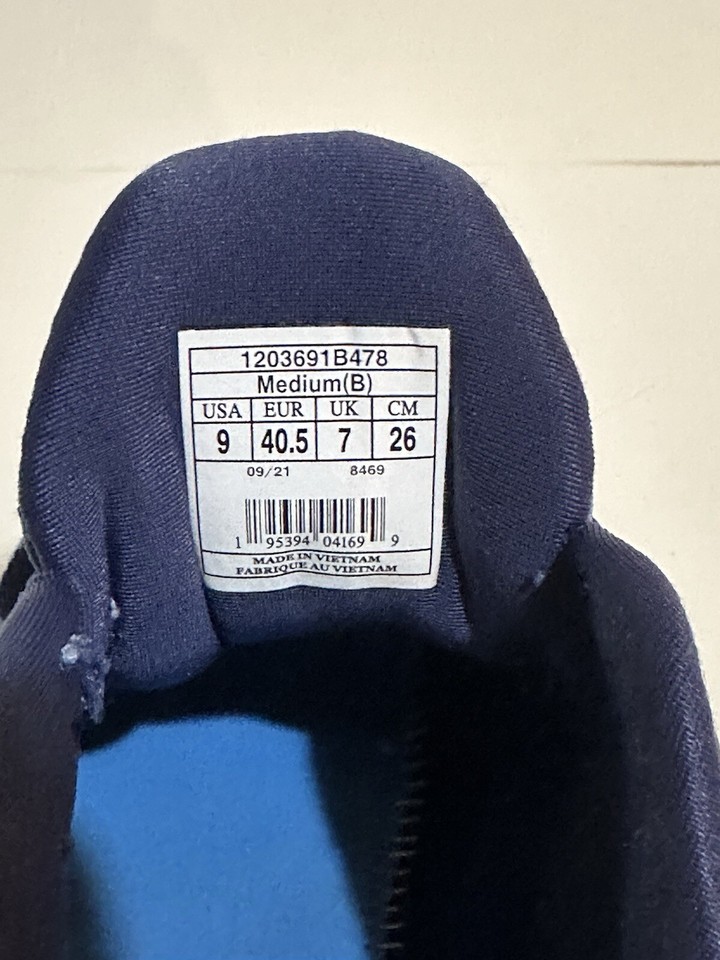 1203691B478
Medium(B)
USA EUR UK CM
9 40.5 7 26
09/21 8469
1 95394 04169 9
MADE IN VIETNAM
FABRIQUE AU VIETNAM